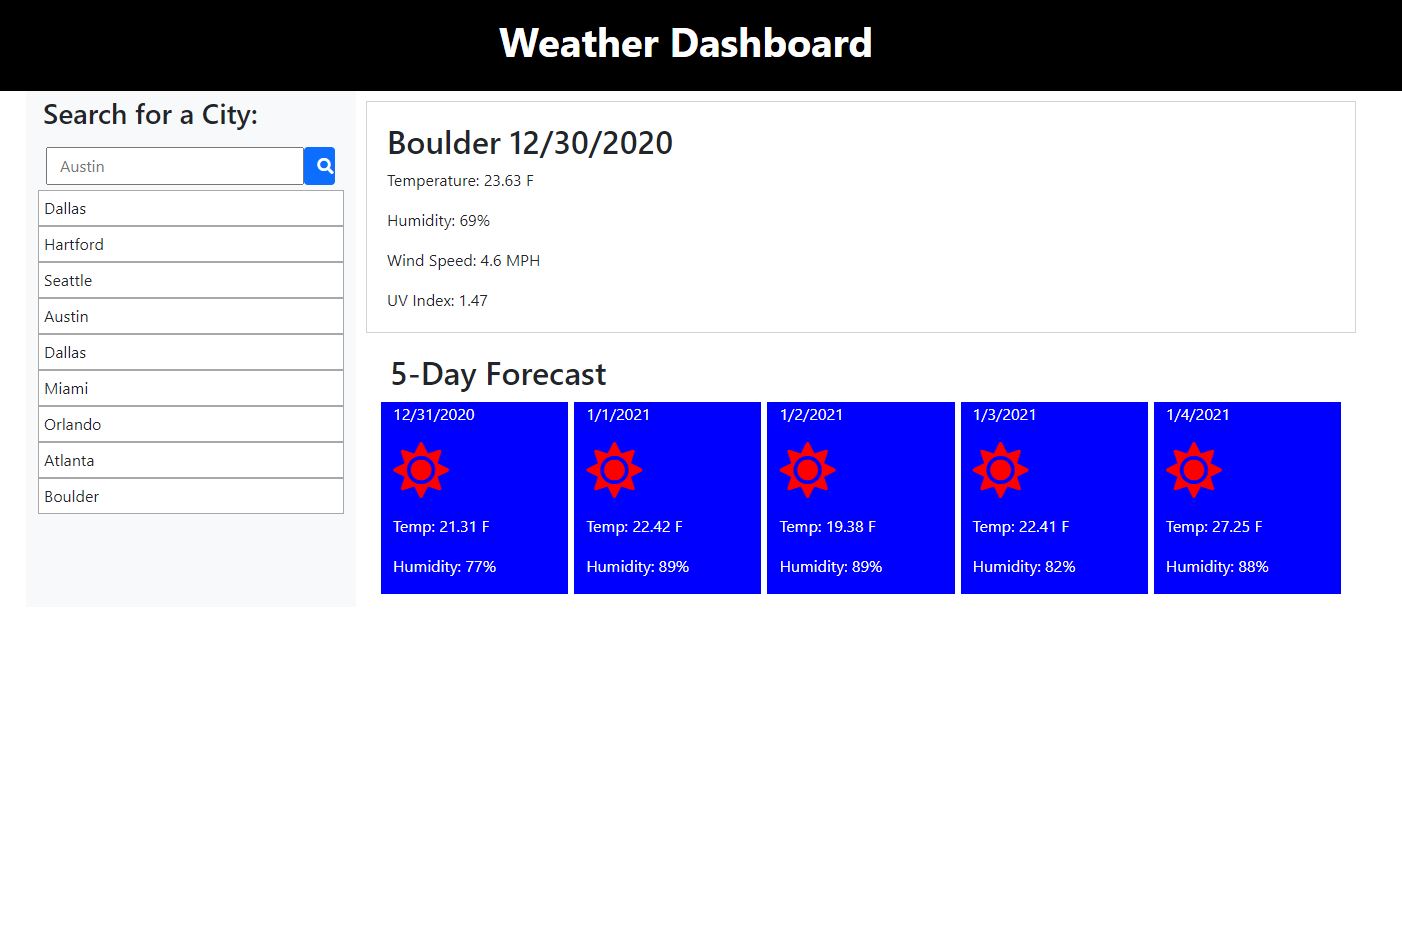 Weather Dashboard
Search for a City:
Austin
Dallas
Hartford
Seattle
Austin
Dallas
Miami
Orlando
Atlanta
Boulder
Boulder 12/30/2020
Temperature: 23.63 F
Humidity: 69%
Wind Speed: 4.6 MPH
UV Index: 1.47
5-Day Forecast
12/31/2020
Temp: 21.31 F
Humidity: 77%
1/1/2021
Temp: 22.42 F
Humidity: 89%
1/2/2021
Temp: 19.38 F
Humidity: 89%
1/3/2021
Temp: 22.41 F
Humidity: 82%
1/4/2021
Temp: 27.25 F
Humidity: 88%